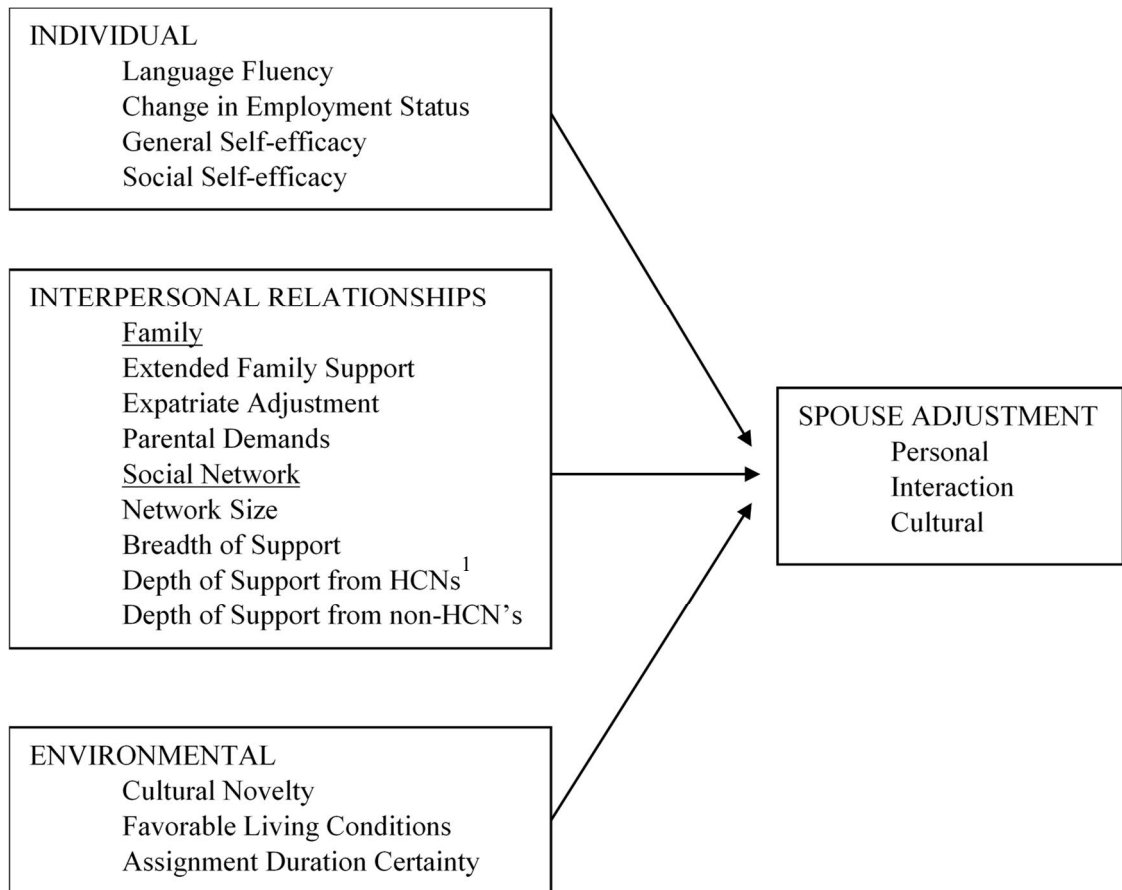 INDIVIDUAL
Language Fluency
Change in Employment Status
General Self-efficacy
Social Self-efficacy
INTERPERSONAL RELATIONSHIPS
Family
Extended Family Support
Expatriate Adjustment
Parental Demands
Social Network
Network Size
Breadth of Support
Depth of Support from HCNs¹
Depth of Support from non-HCN’s
ENVIRONMENTAL
Cultural Novelty
Favorable Living Conditions
Assignment Duration Certainty
SPOUSE ADJUSTMENT
Personal
Interaction
Cultural